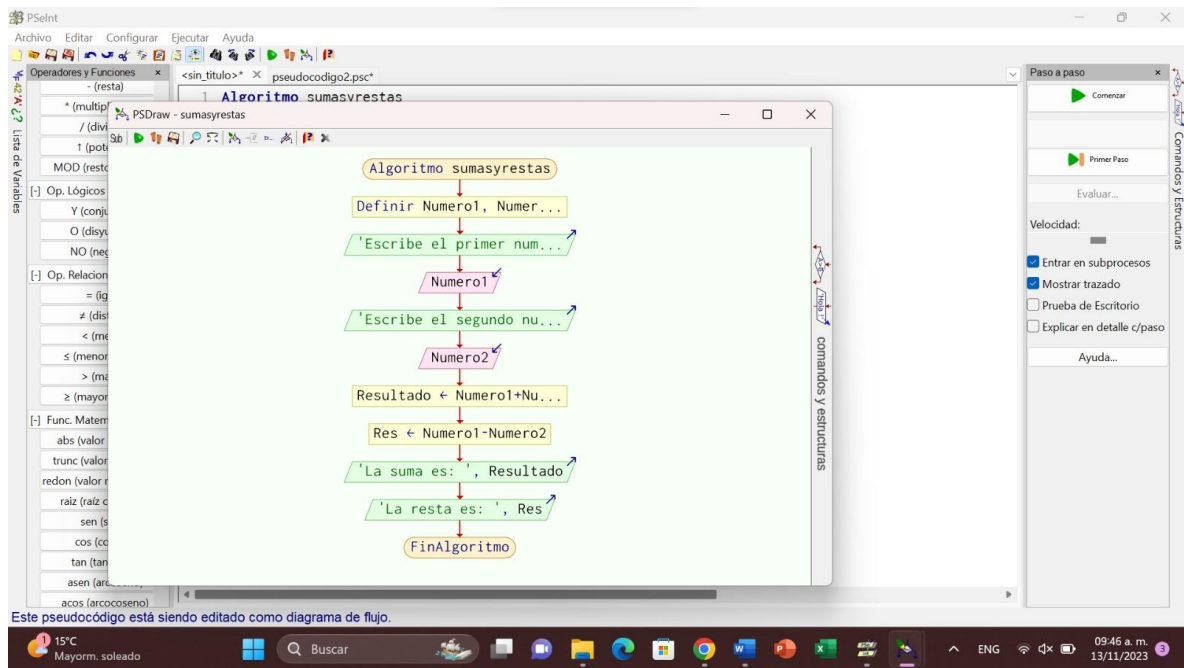 PSeInt
Archivo Editar Configurar Ejecutar Ayuda
Operadores y Funciones ×
<sin_titulo>* × pseudocodigo2.psc*
Paso a paso ×
- (resta)
1 Algoritmo sumasyrestas
* (multipl
PSDraw - sumasyrestas
Comenzar
/ (divi
Sub
↑ (pot
MOD (resto
Algoritmo sumasyrestas
Primer Paso
[-] Op. Lógicos
Definir Numero1, Numer...
Evaluar...
Y (conju
O (disyu
'Escribe el primer num...
Velocidad:
NO (neg
[-] Op. Relacion
Numero1
Entrar en subprocesos
= (ig
Mostrar trazado
≠ (dist
'Escribe el segundo nu...
Prueba de Escritorio
< (me
Explicar en detalle c/paso
≤ (menor
Numero2
Ayuda...
> (ma
≥ (mayor
Resultado ← Numero1+Nu...
[-] Func. Matem
Res ← Numero1-Numero2
abs (valor
trunc (valor
'La suma es: ', Resultado
redon (valor r
raiz (raíz c
'La resta es: ', Res
sen (s
cos (co
FinAlgoritmo
tan (tan
asen (arc
acos (arcocoseno)
Lista de Variables
comandos y estructuras
Comandos y Estructuras
Este pseudocódigo está siendo editado como diagrama de flujo.
1 15°C
Mayorm. soleado
Buscar
ENG
09:46 a. m.
13/11/2023
3